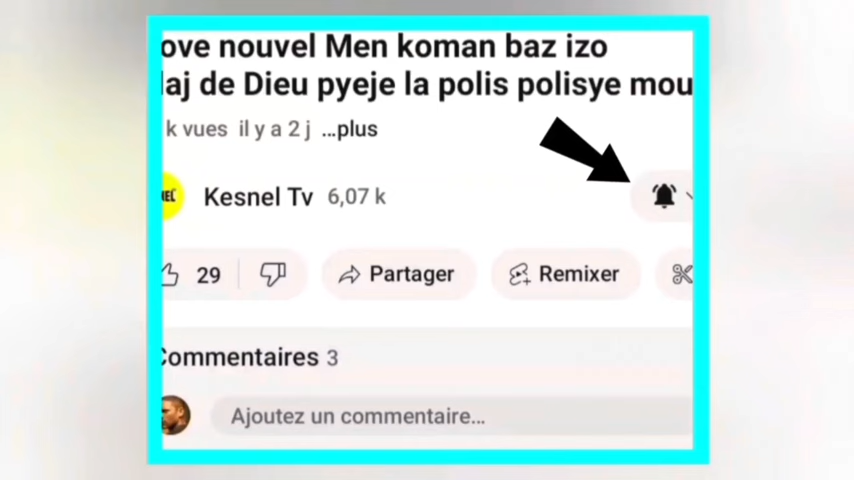 ove nouvel Men koman baz izo
laj de Dieu pyeje la polis polisye mou
k vues il y a 2 j ...plus
Kesnel Tv 6,07 k
29 Partager Remixer
Commentaires 3
Ajoutez un commentaire...